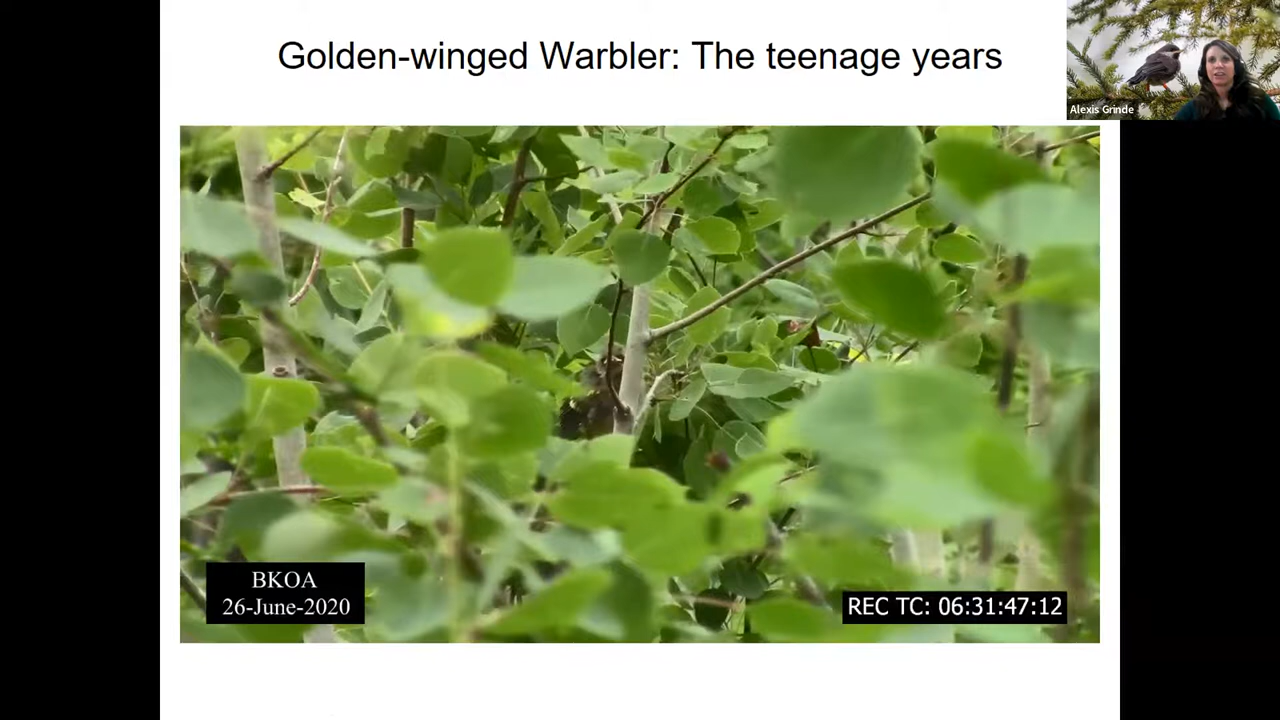 Golden-winged Warbler: The teenage years
Alexis Grinde
BKOA
26-June-2020
REC TC: 06:31:47:12